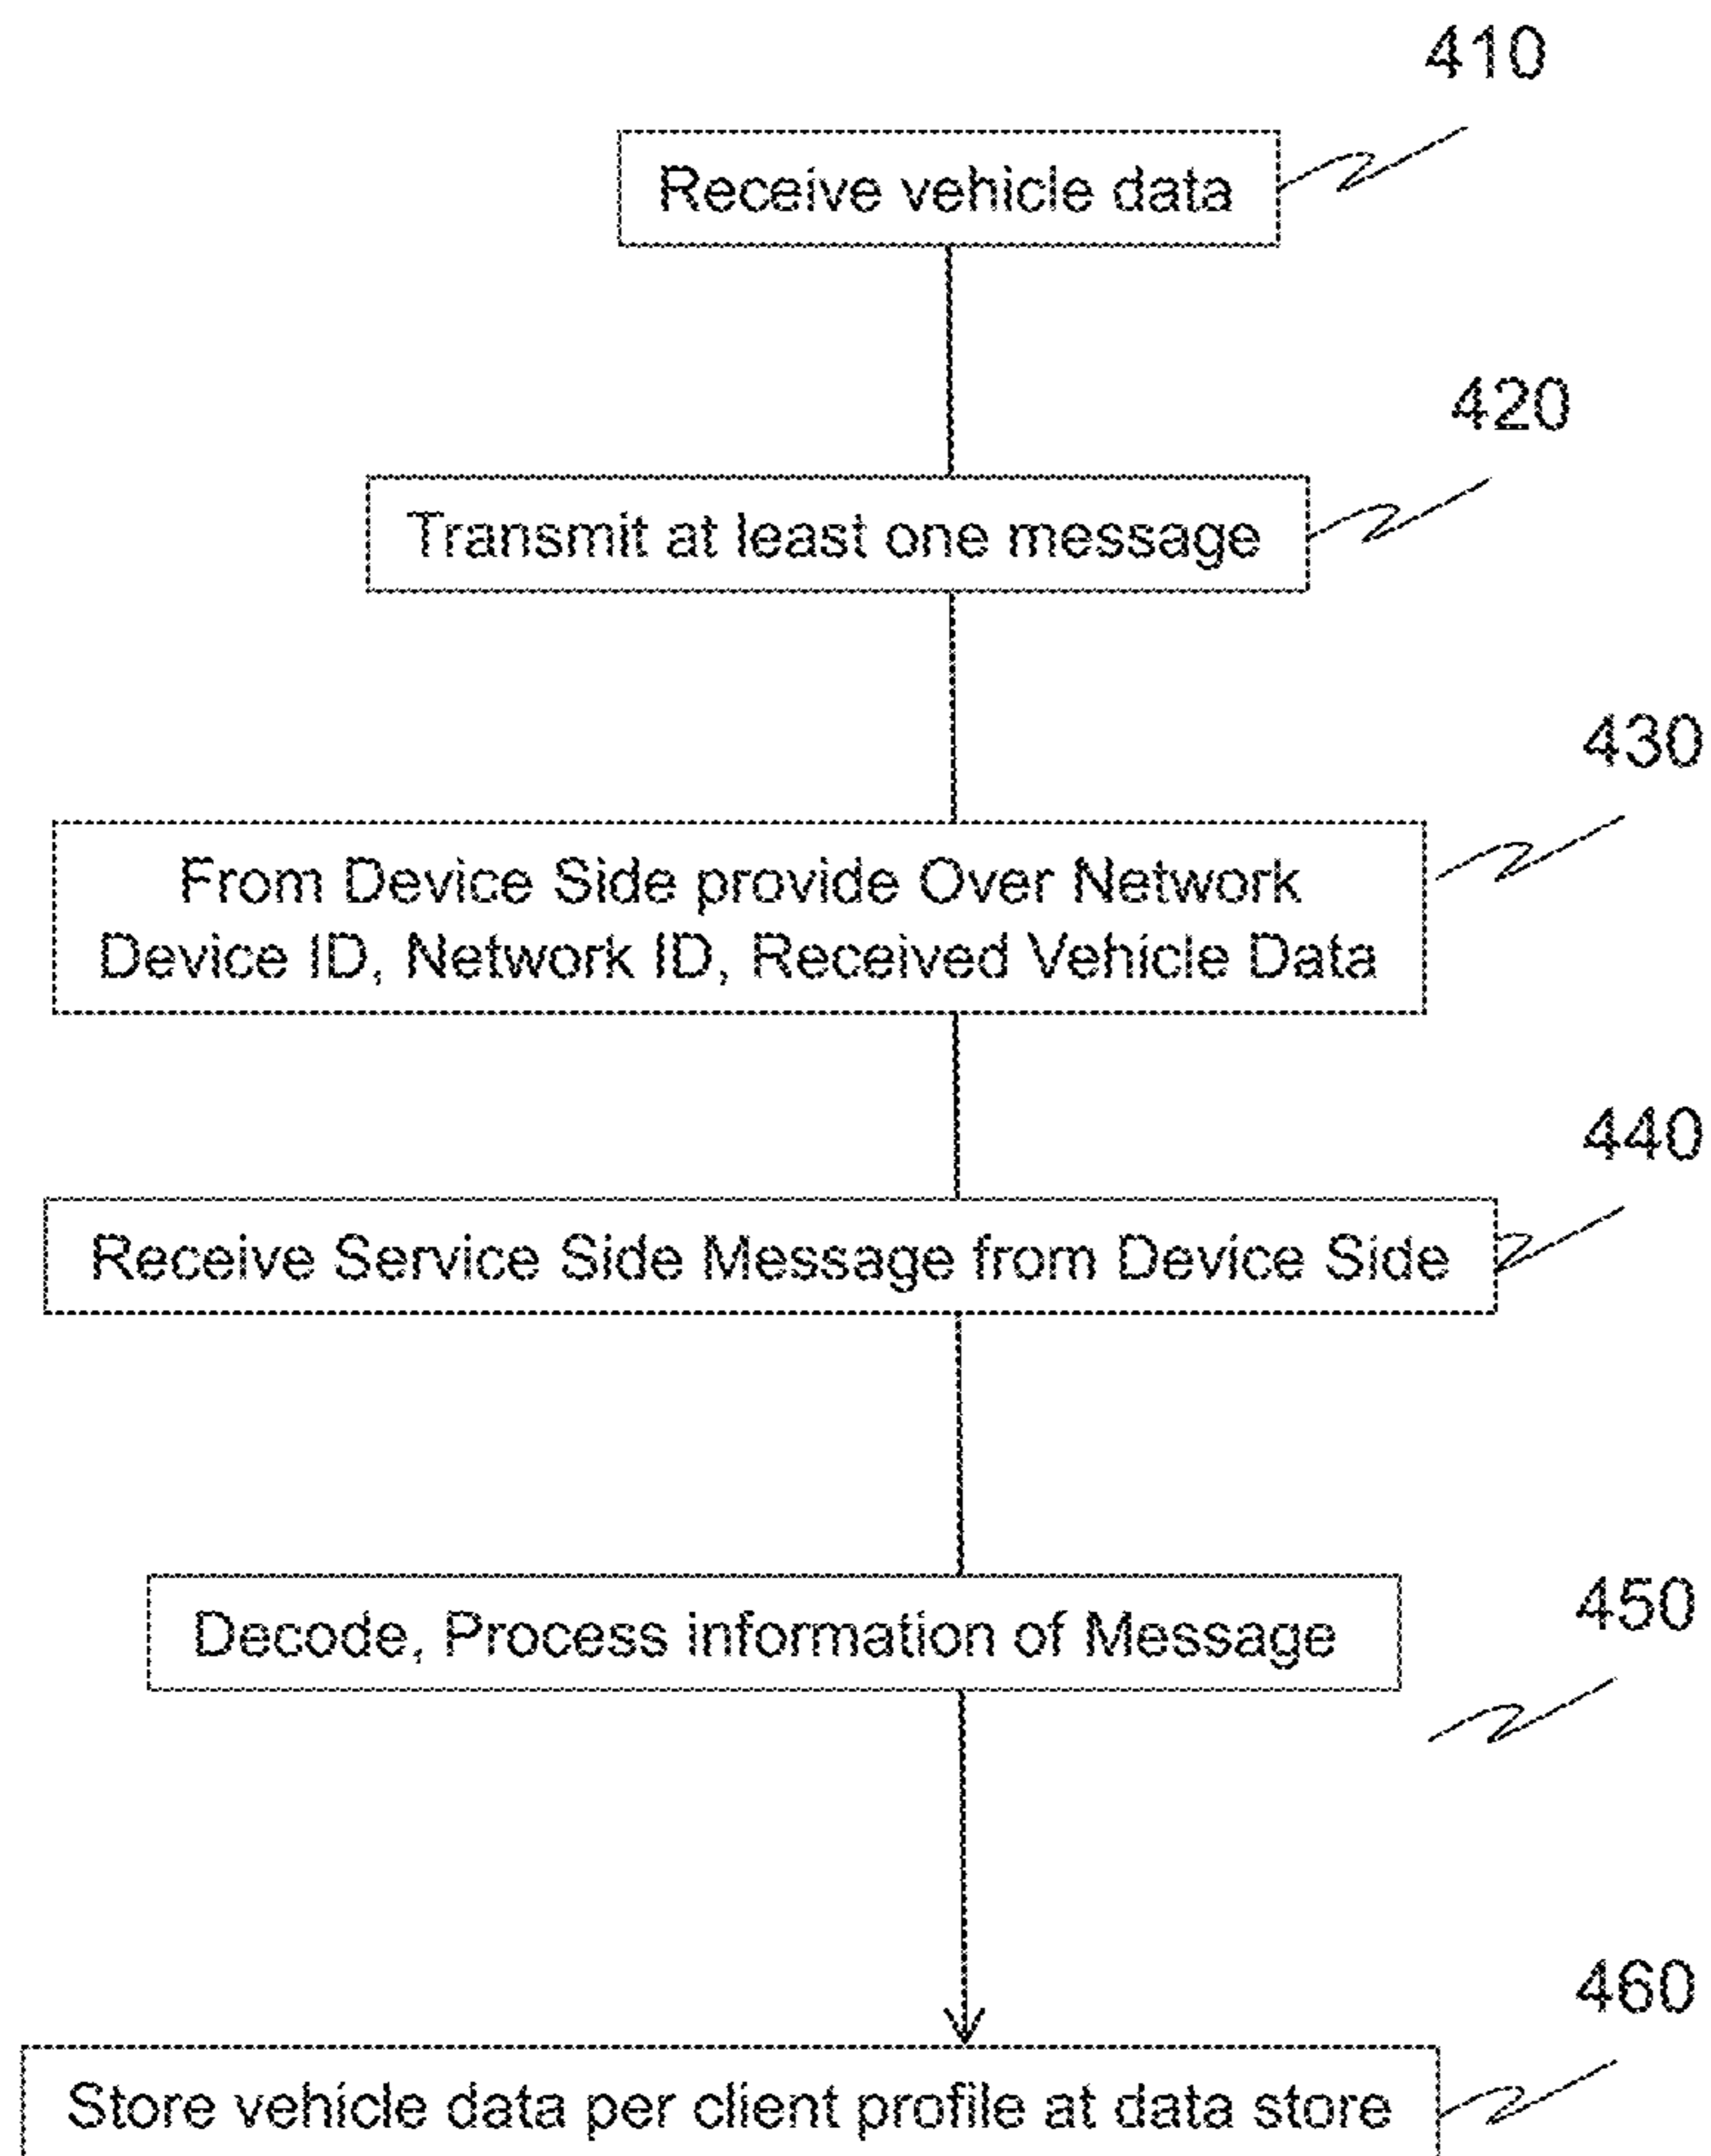 410
Receive vehicle data
420
Transmit at least one message
430
From Device Side provide Over Network
Device ID, Network ID, Received Vehicle Data
440
Receive Service Side Message from Device Side
450
Decode, Process information of Message
460
Store vehicle data per client profile at data store